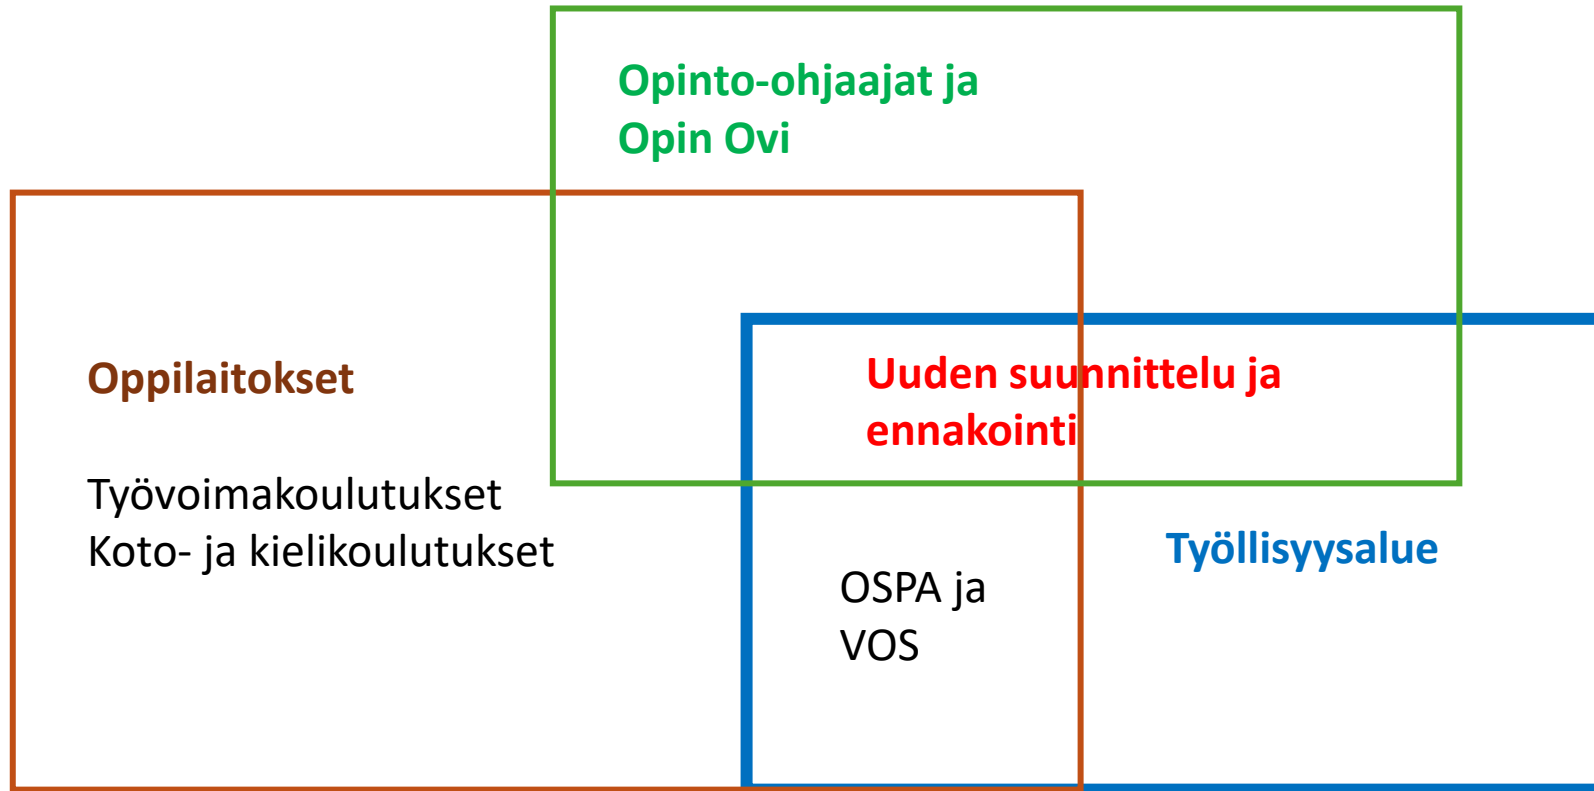 Opinto-ohjaajat ja
Opin Ovi
Oppilaitokset
Työvoimakoulutukset
Koto- ja kielikoulutukset
Uuden suunnittelu ja
ennakointi
OSPA ja
VOS
Työllisyysalue